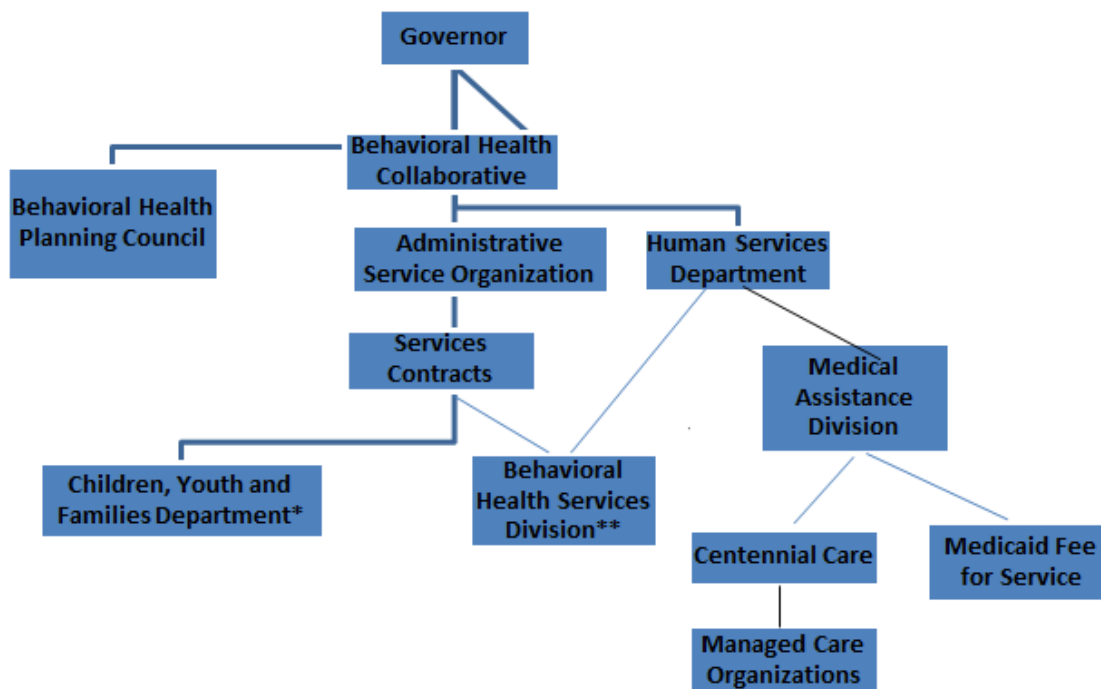 Governor
Behavioral Health
Collaborative
Behavioral Health
Planning Council
Administrative
Service Organization
Human Services
Department
Services
Contracts
Medical
Assistance
Division
Children, Youth and
Families Department*
Behavioral
Health Services
Division**
Centennial Care
Medicaid Fee
for Service
Managed Care
Organizations